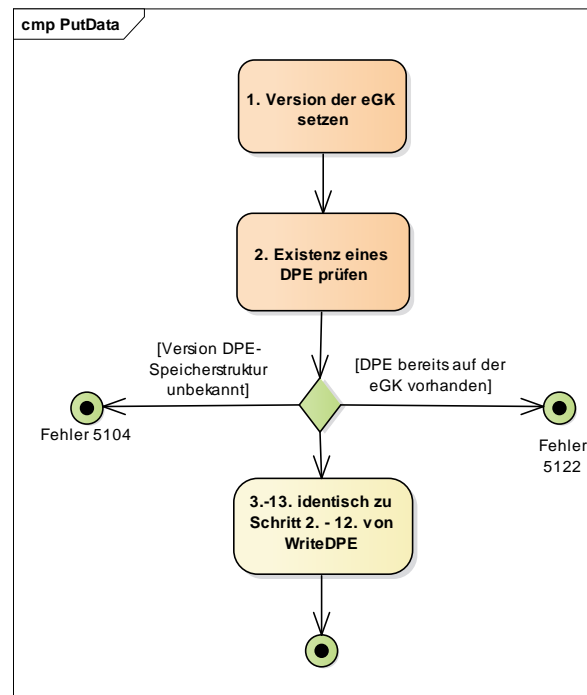 cmp PutData
1. Version der eGK
setzen
2. Existenz eines
DPE prüfen
[Version DPE-
Speicherstruktur
unbekannt]
[DPE bereits auf der
eGK vorhanden]
Fehler 5104
Fehler
5122
3.-13. identisch zu
Schritt 2. - 12. von
WriteDPE